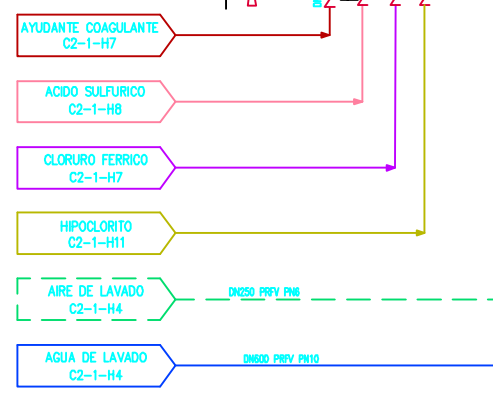 AYUDANTE COAGULANTE
C2-1-H7
ACIDO SULFURICO
C2-1-H8
CLORURO FERRICO
C2-1-H7
HIPOCLORITO
C2-1-H11
AIRE DE LAVADO
C2-1-H4
DN250 PRFV PN6
AGUA DE LAVADO
C2-1-H4
DN600 PRFV PN10